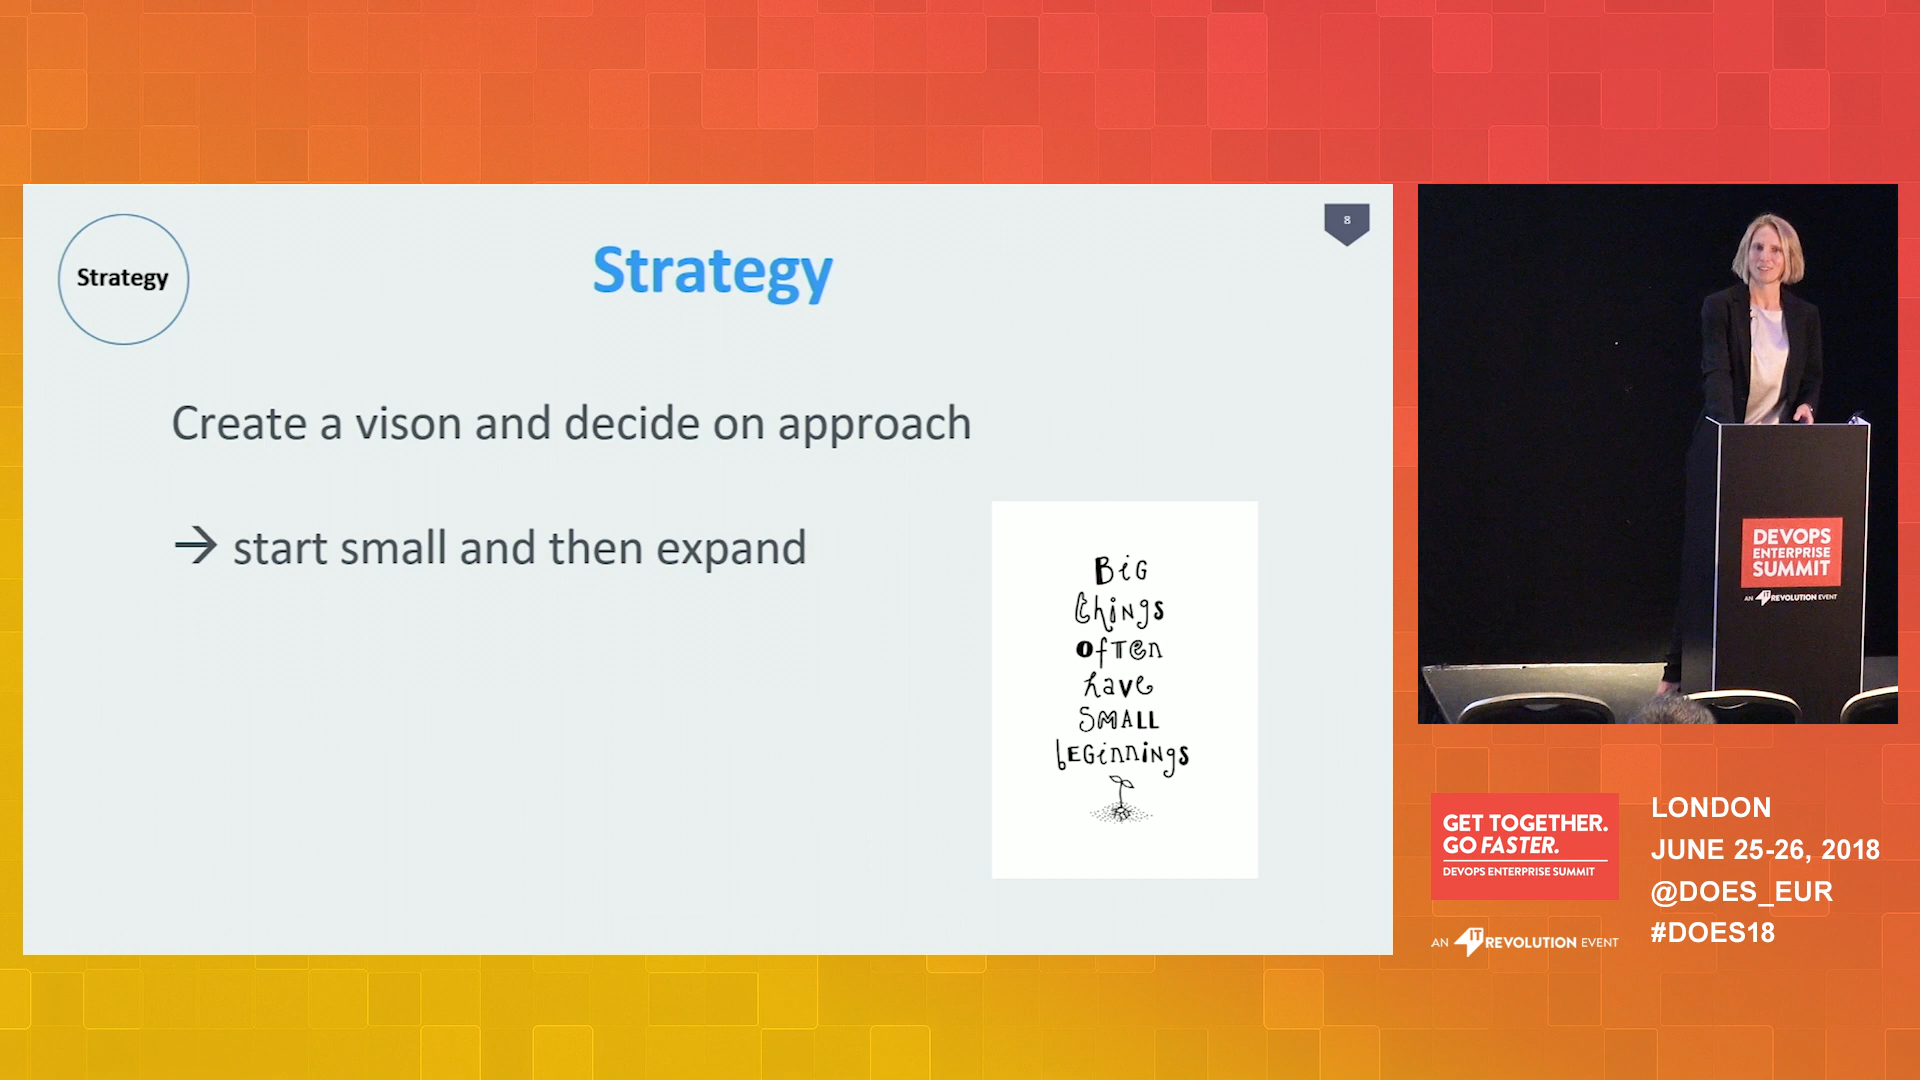 8
Strategy
Strategy
Create a vison and decide on approach
→ start small and then expand
BiG
things
ofTen
have
SMALL
bEGinniNgs
DEVOPS
ENTERPRISE
SUMMIT
AN IT REVOLUTION EVENT
GET TOGETHER.
GO FASTER.
DEVOPS ENTERPRISE SUMMIT
AN IT REVOLUTION EVENT
LONDON
JUNE 25-26, 2018
@DOES_EUR
#DOES18